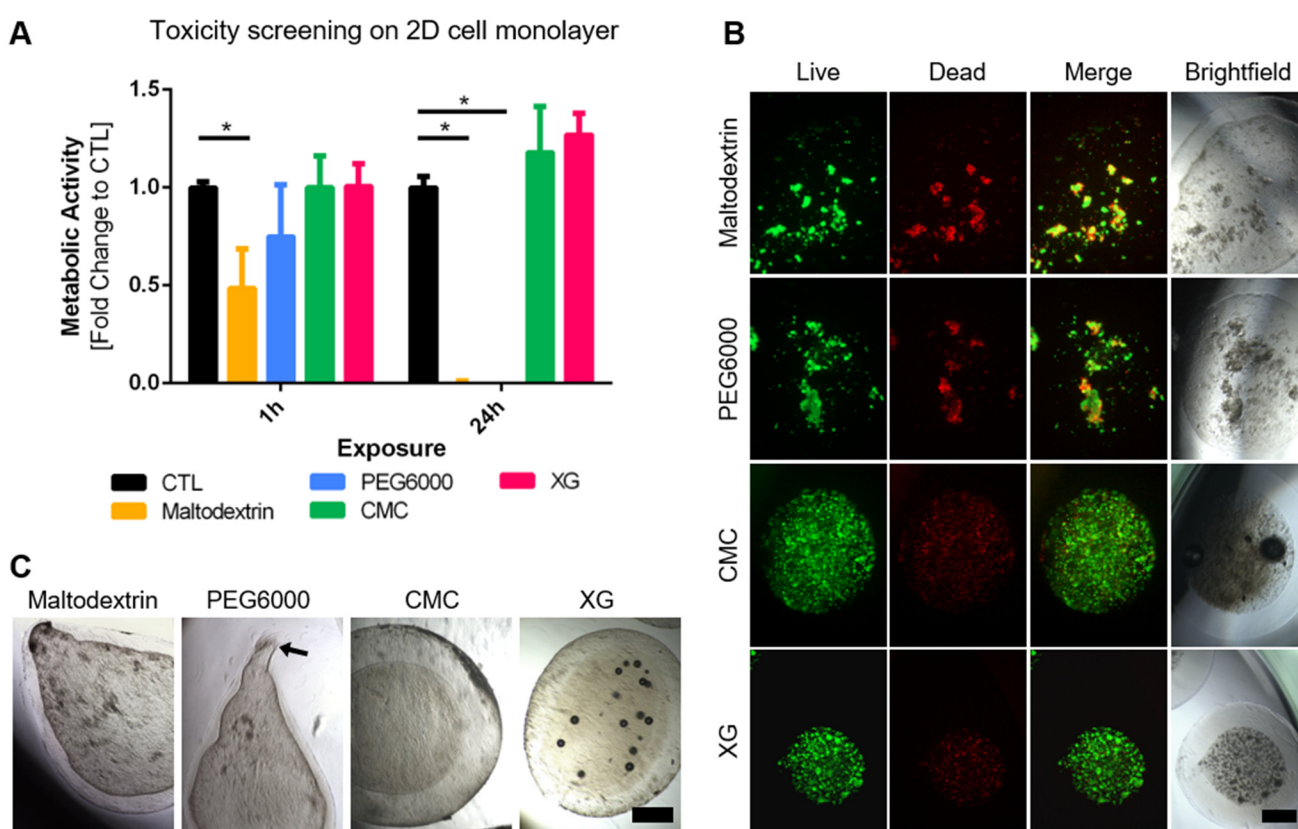 A
Toxicity screening on 2D cell monolayer
Metabolic Activity
[Fold Change to CTL]
1.5
1.0
0.5
0.0
*
*
*
1h
24h
Exposure
CTL
PEG6000
XG
Maltodextrin
CMC
B
Live
Dead
Merge
Brightfield
Maltodextrin
PEG6000
CMC
XG
C
Maltodextrin
PEG6000
CMC
XG